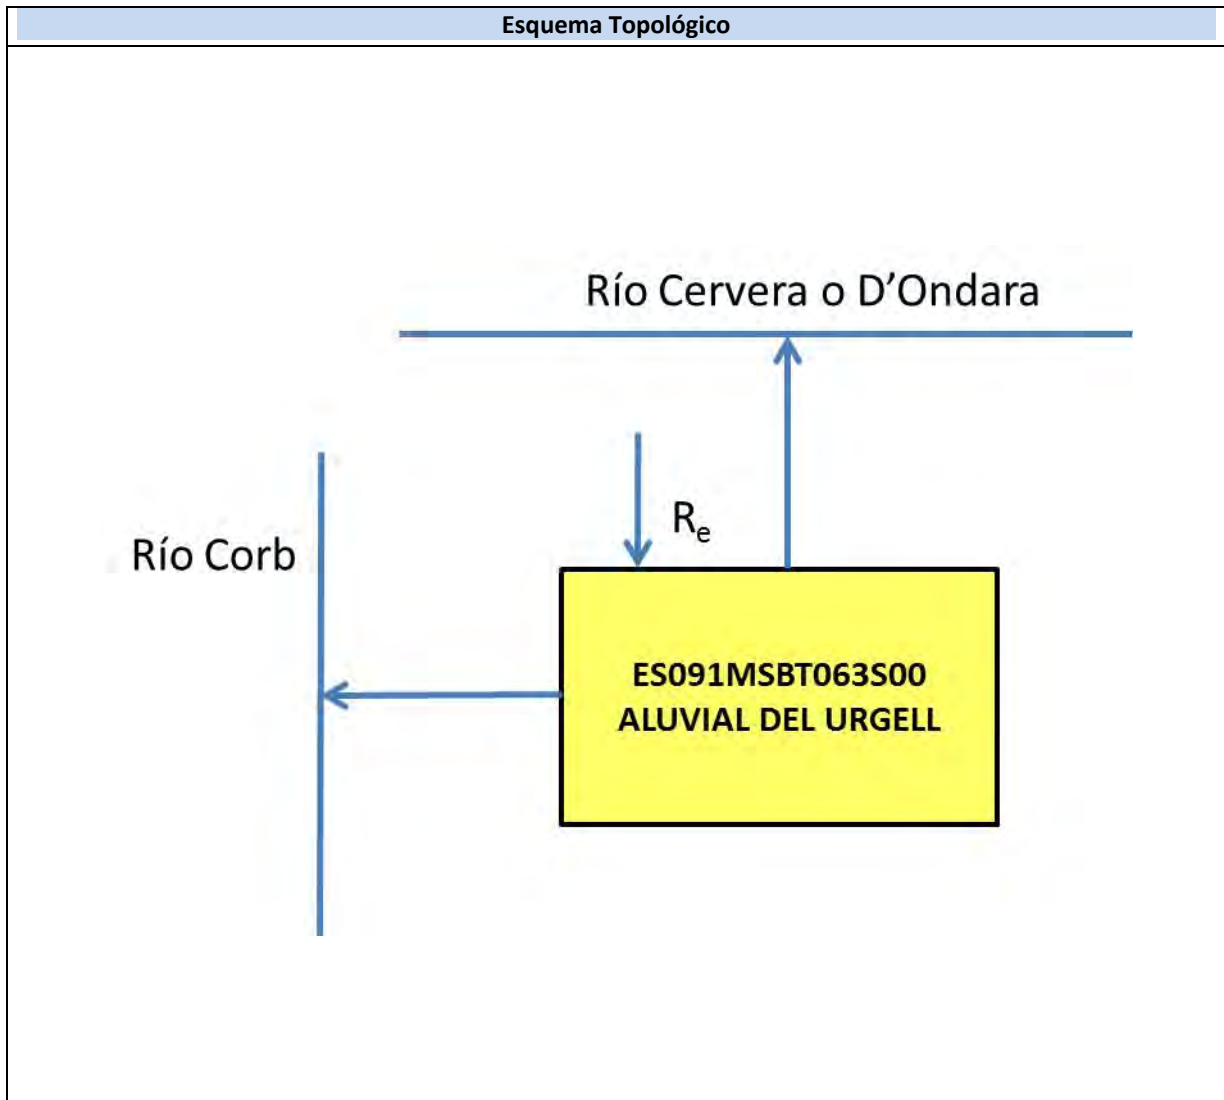 Esquema Topológico
Río Cervera o D'Ondara
Re
Río Corb
ES091MSBT063S00
ALUVIAL DEL URGELL